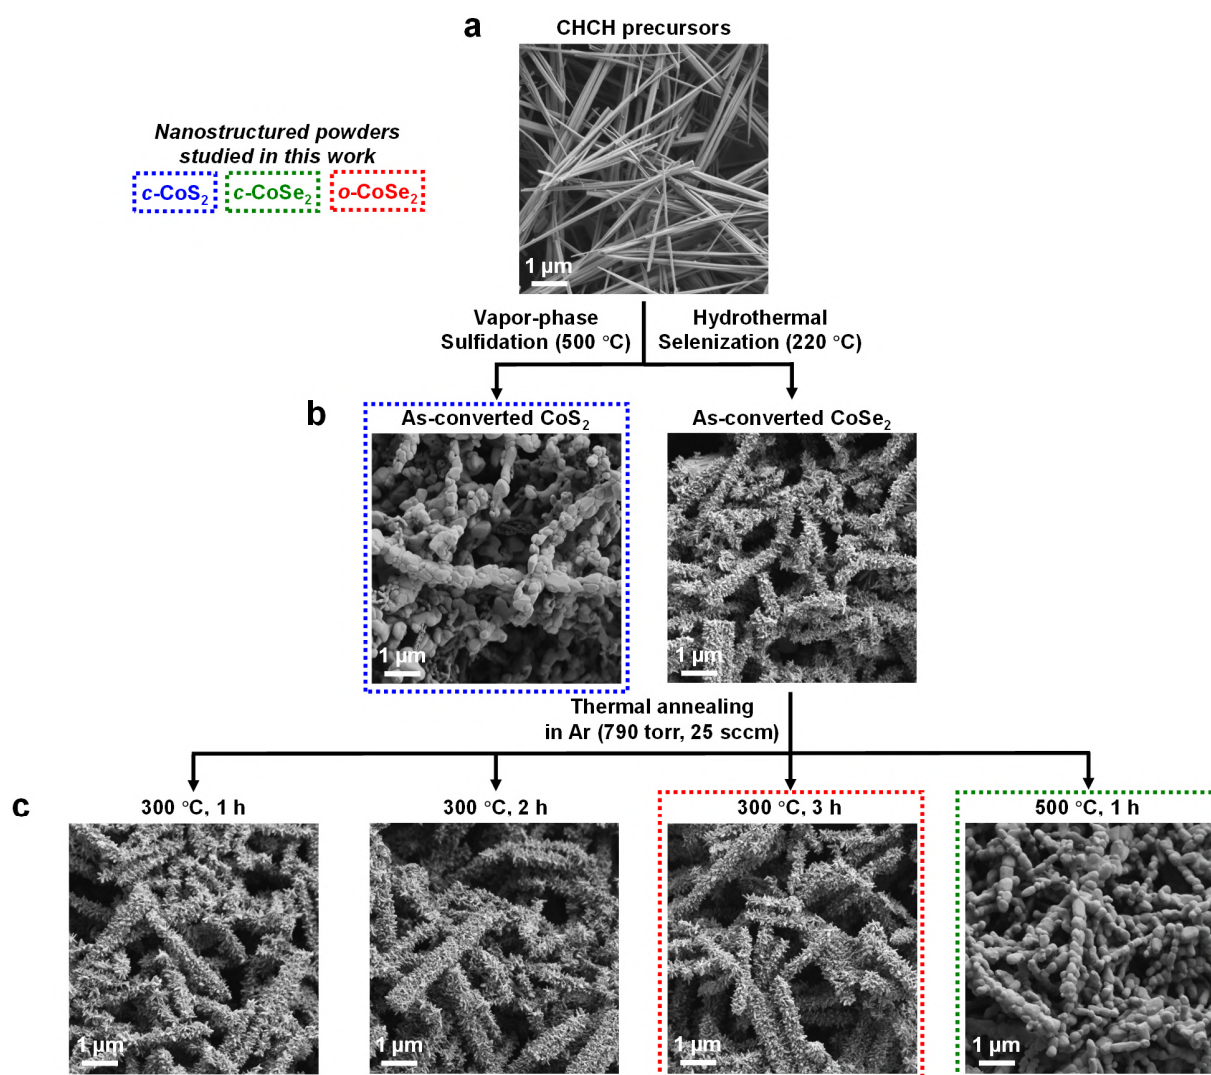 a
CHCH precursors
Nanostructured powders
studied in this work
c-CoS2
c-CoSe2
o-CoSe2
1 µm
Vapor-phase
Sulfidation (500 °C)
Hydrothermal
Selenization (220 °C)
b
As-converted CoS2
As-converted CoSe2
1 µm
1 µm
Thermal annealing
in Ar (790 torr, 25 sccm)
c
300 °C, 1 h
300 °C, 2 h
300 °C, 3 h
500 °C, 1 h
1 µm
1 µm
1 µm
1 µm